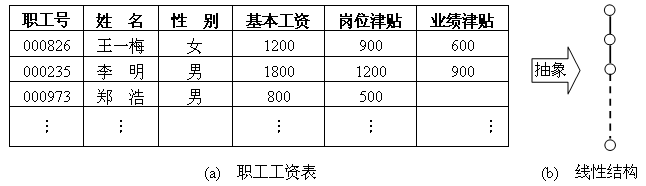 职工号 姓 名 性 别 基本工资 岗位津贴 业绩津贴
000826 王一梅 女 1200 900 600
000235 李 明 男 1800 1200 900
000973 郑 浩 男 800 500
⋮ ⋮ ⋮ ⋮ ⋮
抽象
(a) 职工工资表 (b) 线性结构